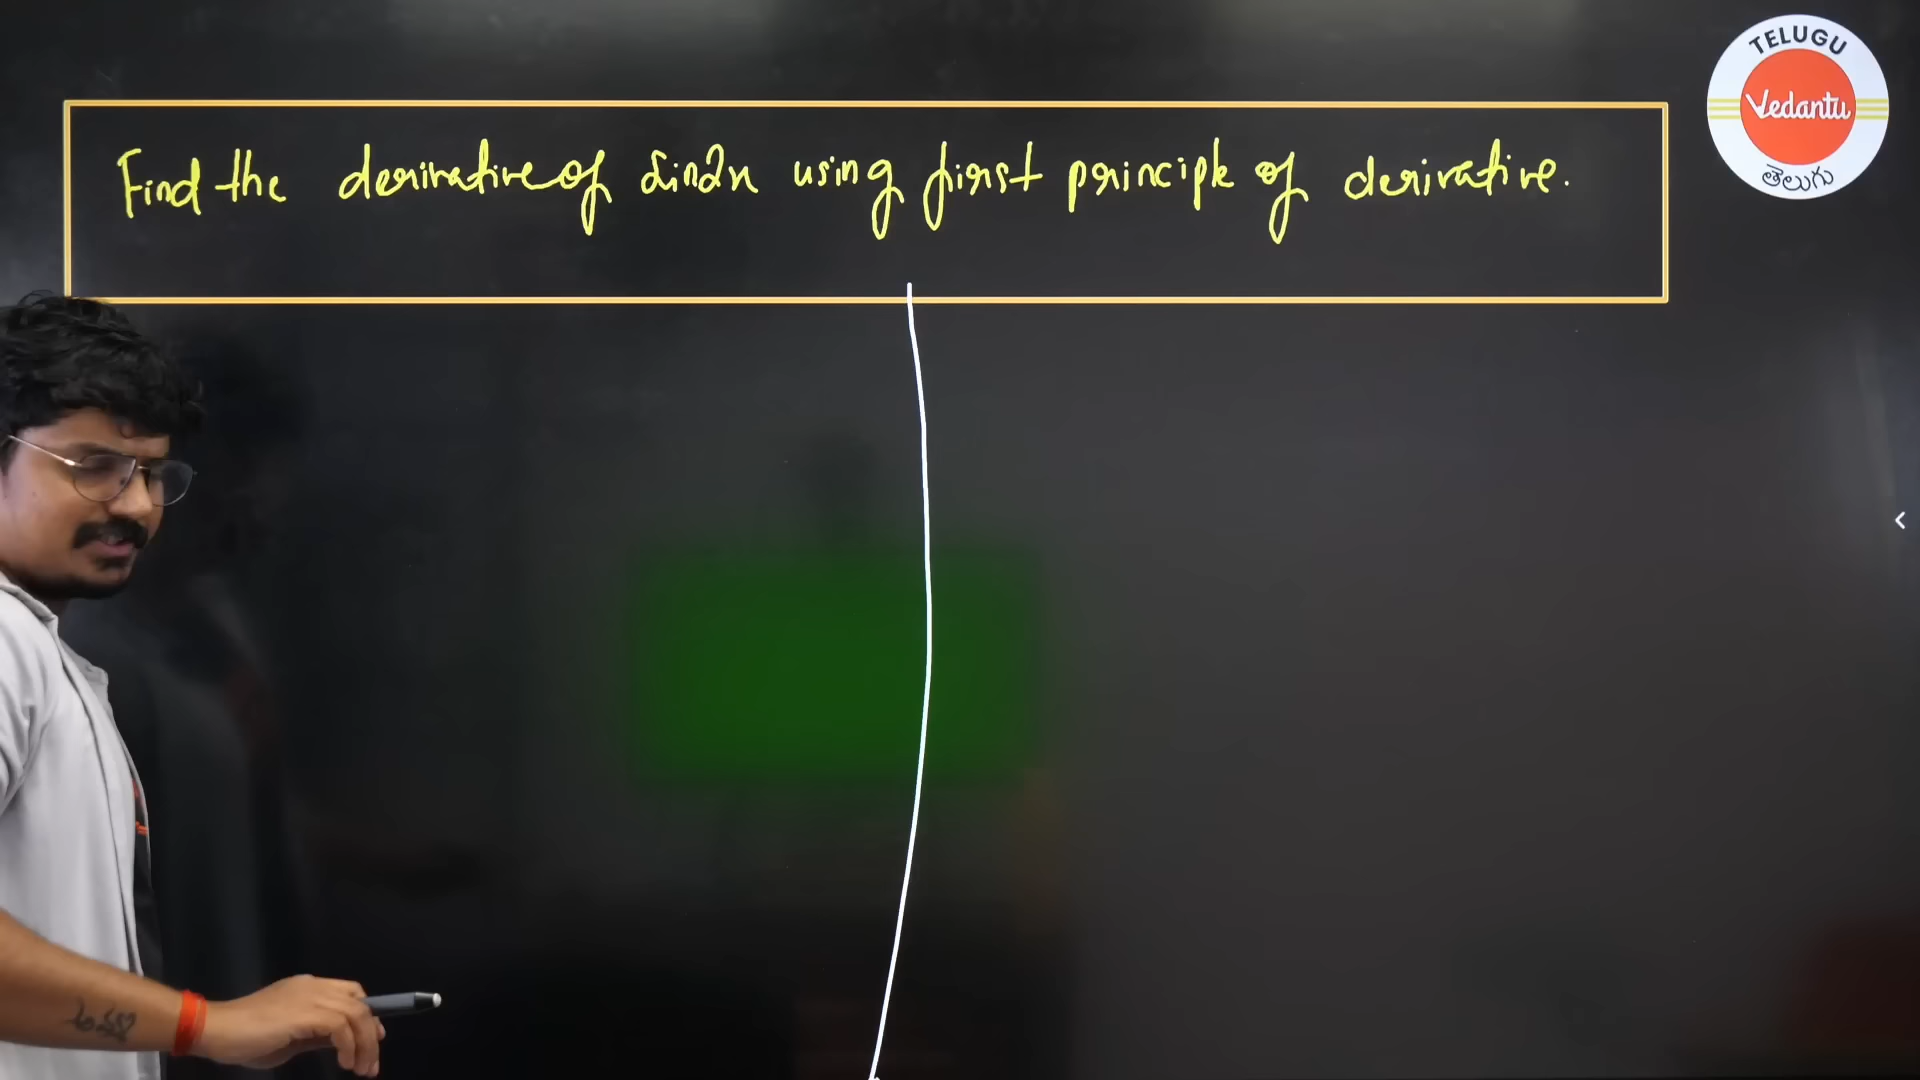 Find the derivative of sin2x using first principle of derivative.
TELUGU
Vedantu
తెలుగు